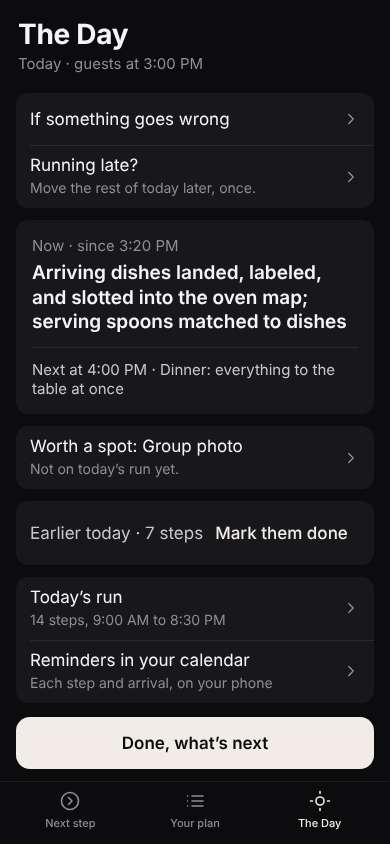 The Day
Today · guests at 3:00 PM
If something goes wrong
Running late?
Move the rest of today later, once.
Now · since 3:20 PM
Arriving dishes landed, labeled,
and slotted into the oven map;
serving spoons matched to dishes
Next at 4:00 PM · Dinner: everything to the
table at once
Worth a spot: Group photo
Not on today’s run yet.
Earlier today · 7 steps Mark them done
Today’s run
14 steps, 9:00 AM to 8:30 PM
Reminders in your calendar
Each step and arrival, on your phone
Done, what’s next
Next step
Your plan
The Day